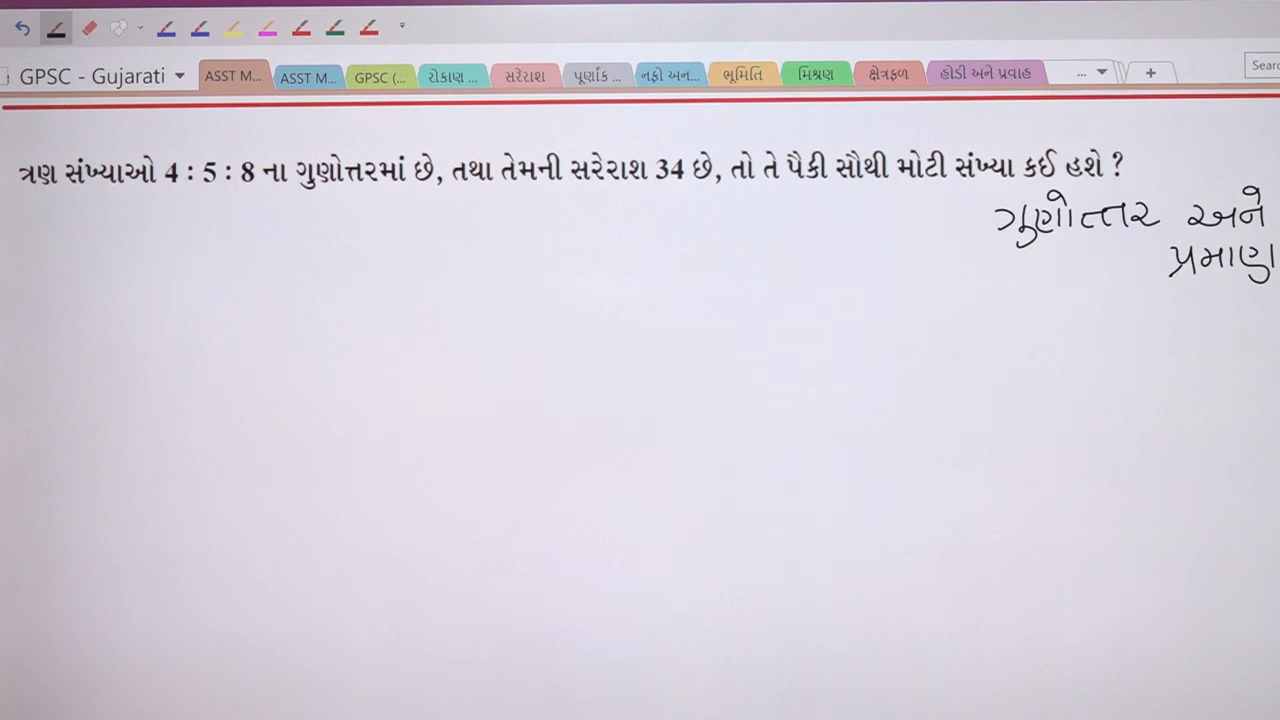 GPSC - Gujarati
ASST M...
ASST M...
GPSC (...
રોકાણ ...
સરેરાશ
પૂર્ણાંક ...
નફો અન...
ભૂમિતિ
મિશ્રણ
ક્ષેત્રફળ
હોડી અને પ્રવાહ
...
+
Searc
ત્રણ સંખ્યાઓ 4 : 5 : 8 ના ગુણોત્તરમાં છે, તથા તેમની સરેરાશ 34 છે, તો તે પૈકી સૌથી મોટી સંખ્યા કઈ હશે ?
ગુણોત્તર અને
પ્રમાણ